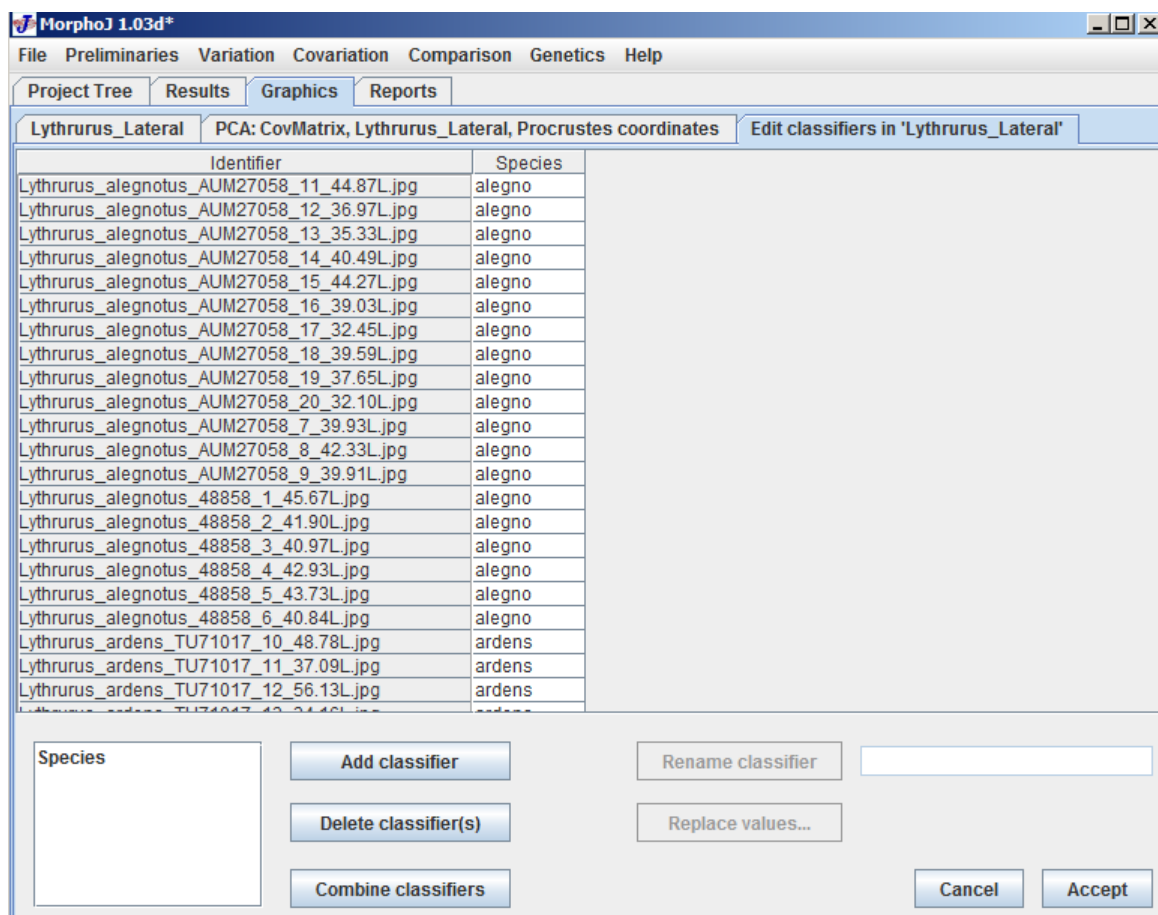 MorphoJ 1.03d*
File Preliminaries Variation Covariation Comparison Genetics Help
Project Tree Results Graphics Reports
Lythrurus_Lateral PCA: CovMatrix, Lythrurus_Lateral, Procrustes coordinates Edit classifiers in 'Lythrurus_Lateral'
Identifier Species
Lythrurus_alegnotus_AUM27058_11_44.87L.jpg alegno
Lythrurus_alegnotus_AUM27058_12_36.97L.jpg alegno
Lythrurus_alegnotus_AUM27058_13_35.33L.jpg alegno
Lythrurus_alegnotus_AUM27058_14_40.49L.jpg alegno
Lythrurus_alegnotus_AUM27058_15_44.27L.jpg alegno
Lythrurus_alegnotus_AUM27058_16_39.03L.jpg alegno
Lythrurus_alegnotus_AUM27058_17_32.45L.jpg alegno
Lythrurus_alegnotus_AUM27058_18_39.59L.jpg alegno
Lythrurus_alegnotus_AUM27058_19_37.65L.jpg alegno
Lythrurus_alegnotus_AUM27058_20_32.10L.jpg alegno
Lythrurus_alegnotus_AUM27058_7_39.93L.jpg alegno
Lythrurus_alegnotus_AUM27058_8_42.33L.jpg alegno
Lythrurus_alegnotus_AUM27058_9_39.91L.jpg alegno
Lythrurus_alegnotus_48858_1_45.67L.jpg alegno
Lythrurus_alegnotus_48858_2_41.90L.jpg alegno
Lythrurus_alegnotus_48858_3_40.97L.jpg alegno
Lythrurus_alegnotus_48858_4_42.93L.jpg alegno
Lythrurus_alegnotus_48858_5_43.73L.jpg alegno
Lythrurus_alegnotus_48858_6_40.84L.jpg alegno
Lythrurus_ardens_TU71017_10_48.78L.jpg ardens
Lythrurus_ardens_TU71017_11_37.09L.jpg ardens
Lythrurus_ardens_TU71017_12_56.13L.jpg ardens
Species Add classifier Rename classifier
Delete classifier(s) Replace values...
Combine classifiers Cancel Accept